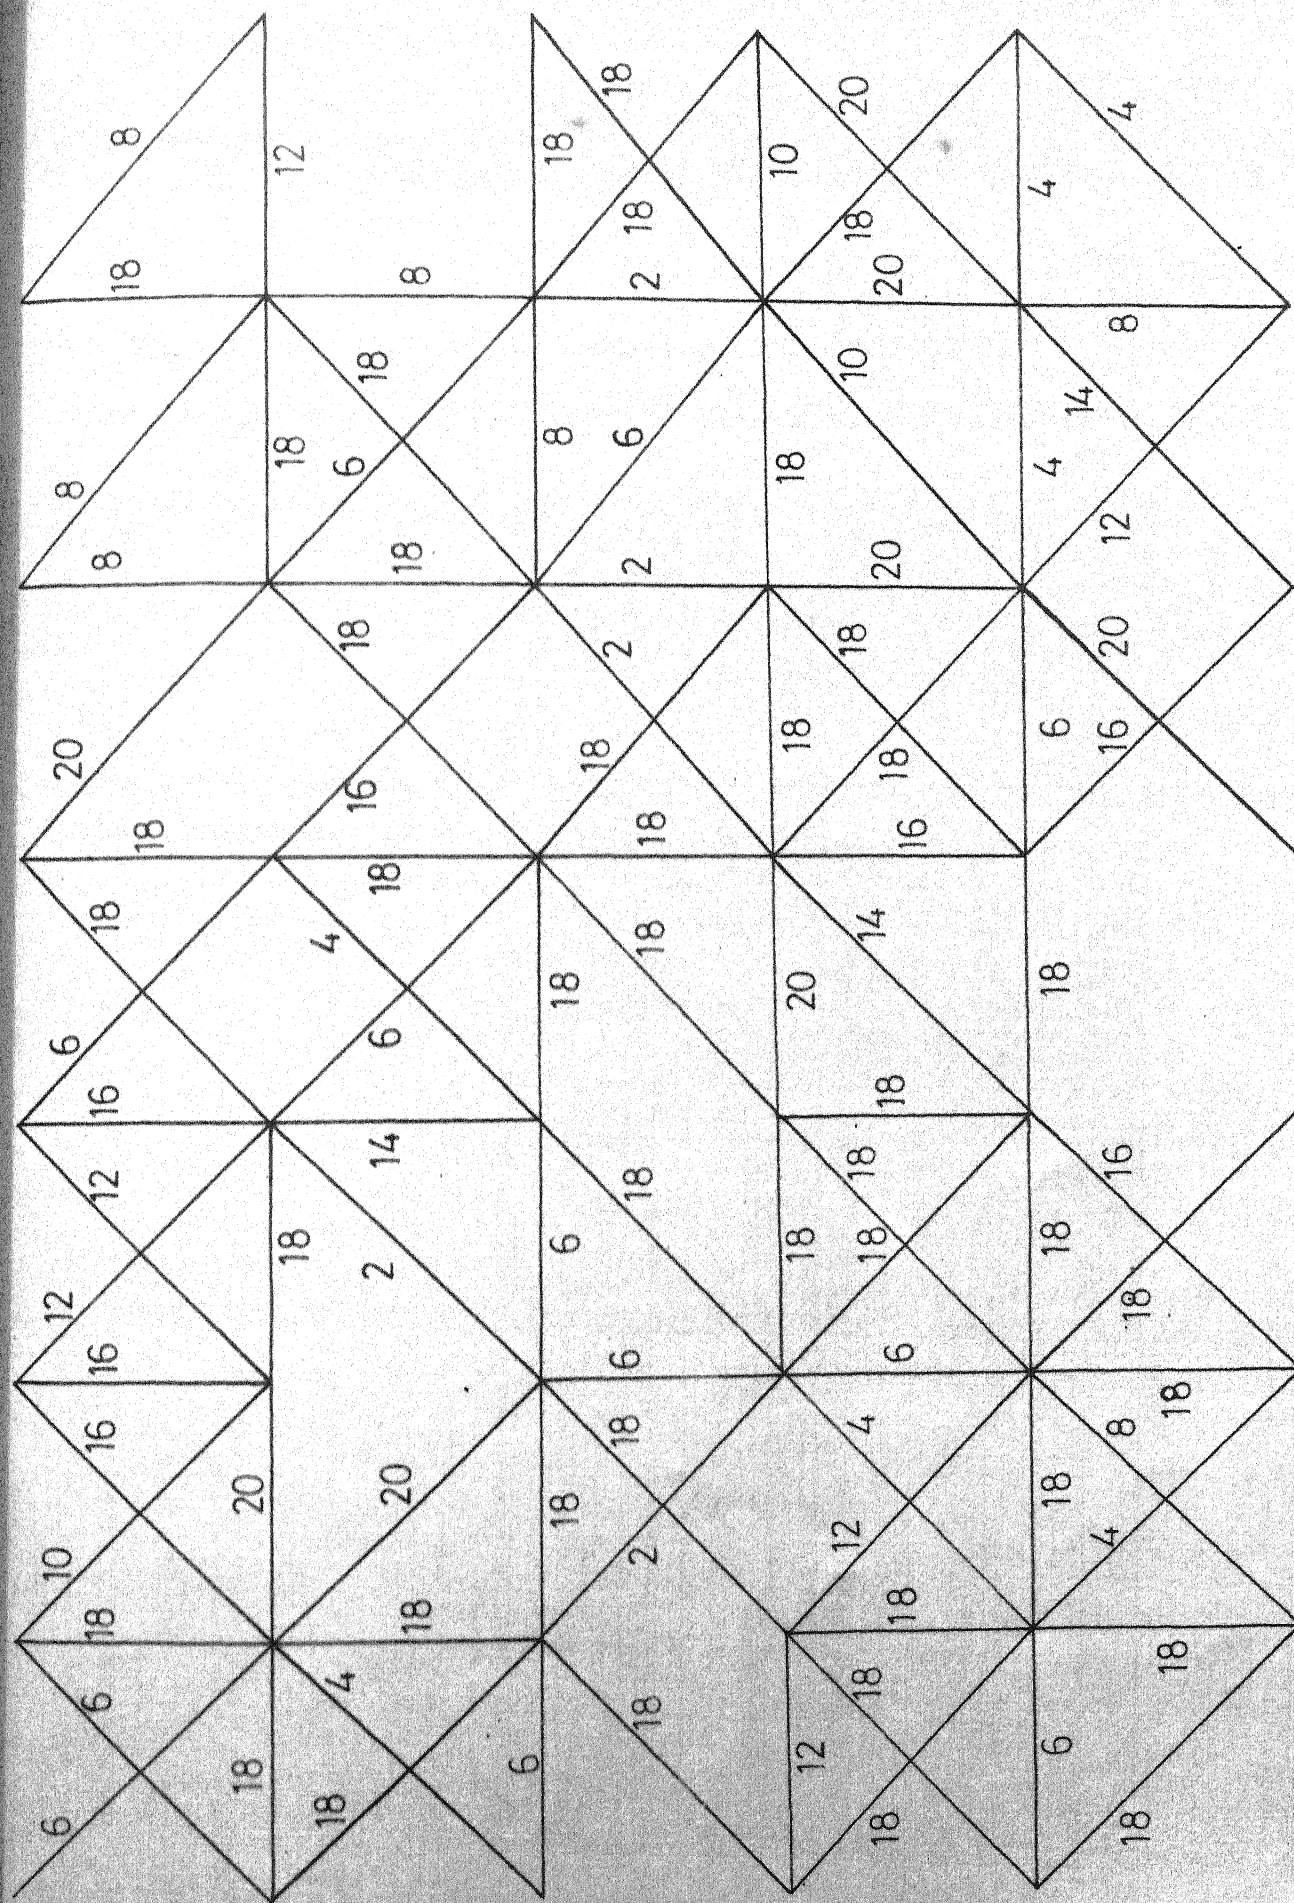 6 10 12 6 20 8
6 18 16 16 12 16 18 8
18 18 8
18 20
18 18 12
18 4 4 18 6 18
20 2 14 6 18 16
18 18 8
6
18 6 18 8 18
18 6 18 2 6 18
18 2 18 18 18 2 2 18
12 18 20 18 18 10
18 12 4 18 14 18 10 18 20
18 18 6 18 18 16 18 20 20
6 18 18 18 6 4 4
18 4 8 18 16 16 20 12 14 8 4
18 18